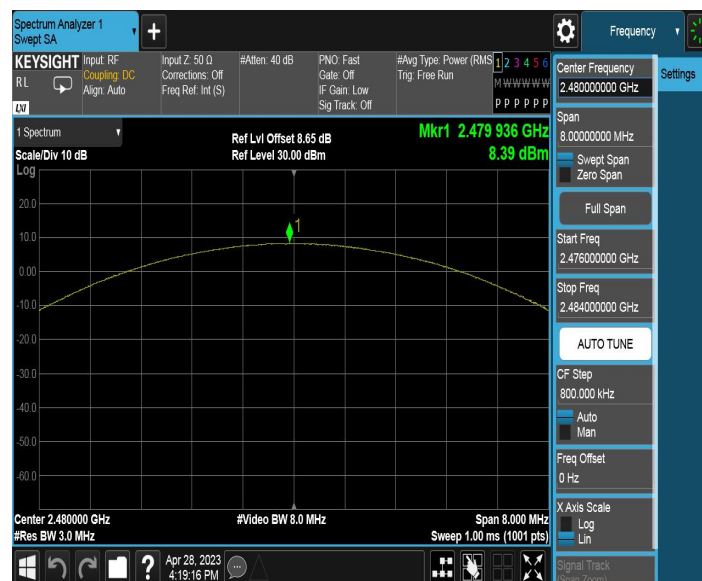 Spectrum Analyzer 1
Swept SA
+
Frequency
KEYSIGHT
RL
LXI
Input: RF
Coupling: DC
Align: Auto
Input Z: 50 Ω
Corrections: Off
Freq Ref: Int (S)
#Atten: 40 dB
PNO: Fast
Gate: Off
IF Gain: Low
Sig Track: Off
#Avg Type: Power (RMS
Trig: Free Run
1 2 3 4 5 6
M W W W W W
P P P P P P
1 Spectrum
Scale/Div 10 dB
Log
Ref Lvl Offset 8.65 dB
Ref Level 30.00 dBm
Mkr1 2.479 936 GHz
8.39 dBm
1
20.0
10.0
0.00
-10.0
-20.0
-30.0
-40.0
-50.0
-60.0
Center 2.480000 GHz
#Res BW 3.0 MHz
#Video BW 8.0 MHz
Span 8.000 MHz
Sweep 1.00 ms (1001 pts)
?
Apr 28, 2023
4:19:16 PM
Center Frequency
2.480000000 GHz
Settings
Span
8.00000000 MHz
Swept Span
Zero Span
Full Span
Start Freq
2.476000000 GHz
Stop Freq
2.484000000 GHz
AUTO TUNE
CF Step
800.000 kHz
Auto
Man
Freq Offset
0 Hz
X Axis Scale
Log
Lin
Signal Track
(Span Zoom)